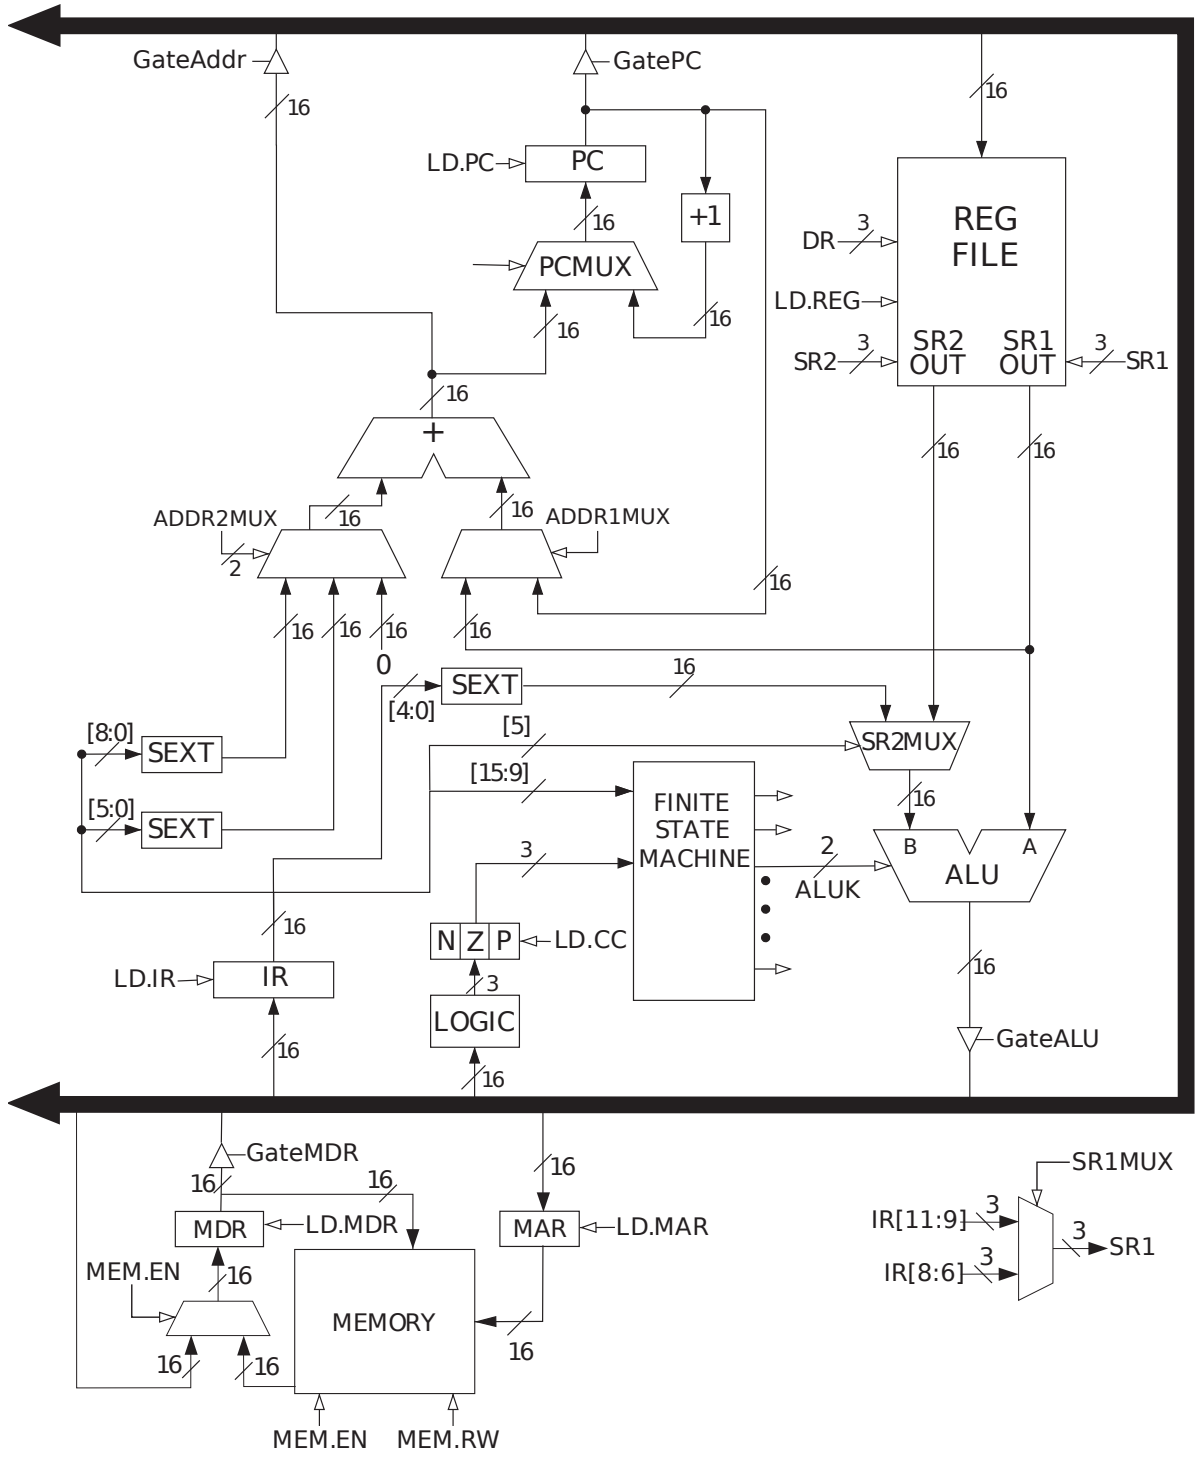 GateAddr
GatePC
16
16
LD.PC
PC
+1
16
PCMUX
16
16
REG
FILE
DR
3
LD.REG
SR2
3
SR2
OUT
SR1
OUT
3
SR1
16
+
16
16
ADDR2MUX
2
16
16
ADDR1MUX
16
16
16
16
0
16
[4:0]
SEXT
16
[8:0]
SEXT
[5:0]
SEXT
[5]
[15:9]
SR2MUX
16
FINITE
STATE
MACHINE
3
2
ALUK
B
A
ALU
16
N
Z
P
LD.CC
3
LOGIC
16
16
LD.IR
IR
16
16
GateALU
GateMDR
16
16
MDR
LD.MDR
MEM.EN
16
16
16
MEMORY
MEM.EN
MEM.RW
16
MAR
LD.MAR
16
SR1MUX
IR[11:9]
3
IR[8:6]
3
3
SR1